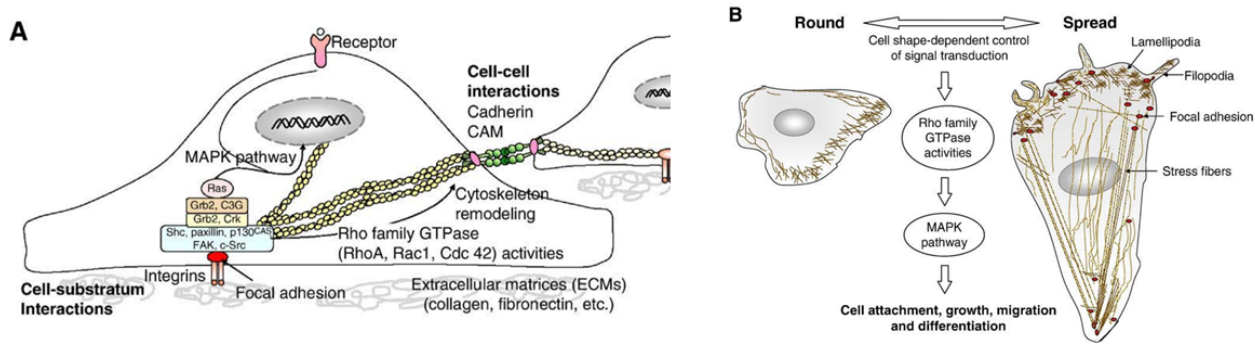 A
Receptor
Cell-cell
interactions
Cadherin
CAM
MAPK pathway
Ras
Grb2, C3G
Grb2, Crk
Shc, paxillin, p130CAS
FAK, c-Src
Cytoskeleton
remodeling
Rho family GTPase
(RhoA, Rac1, Cdc 42) activities
Integrins
Focal adhesion
Cell-substratum
Interactions
Extracellular matrices (ECMs)
(collagen, fibronectin, etc.)
B
Round
Spread
Cell shape-dependent control
of signal transduction
Lamellipodia
Filopodia
Focal adhesion
Rho family
GTPase
activities
Stress fibers
MAPK
pathway
Cell attachment, growth, migration
and differentiation